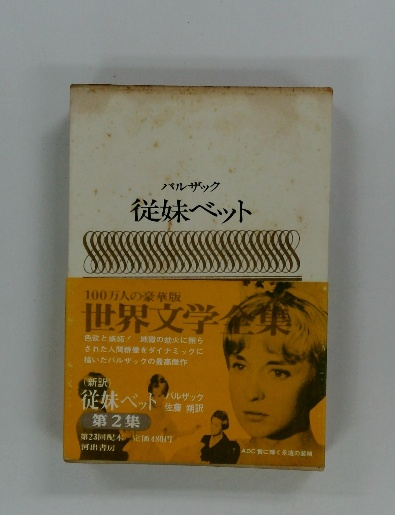 バルザック
従妹ベット
100万人の豪華版
世界文学全集
色欲と嫉妬! 地獄の劫火に照ら
された人間群像をダイナミックに
描いたバルザックの最高傑作
(新訳)
従妹ベット バルザック
佐藤 朔訳
第2集
第23回配本 定価480円
河出書房